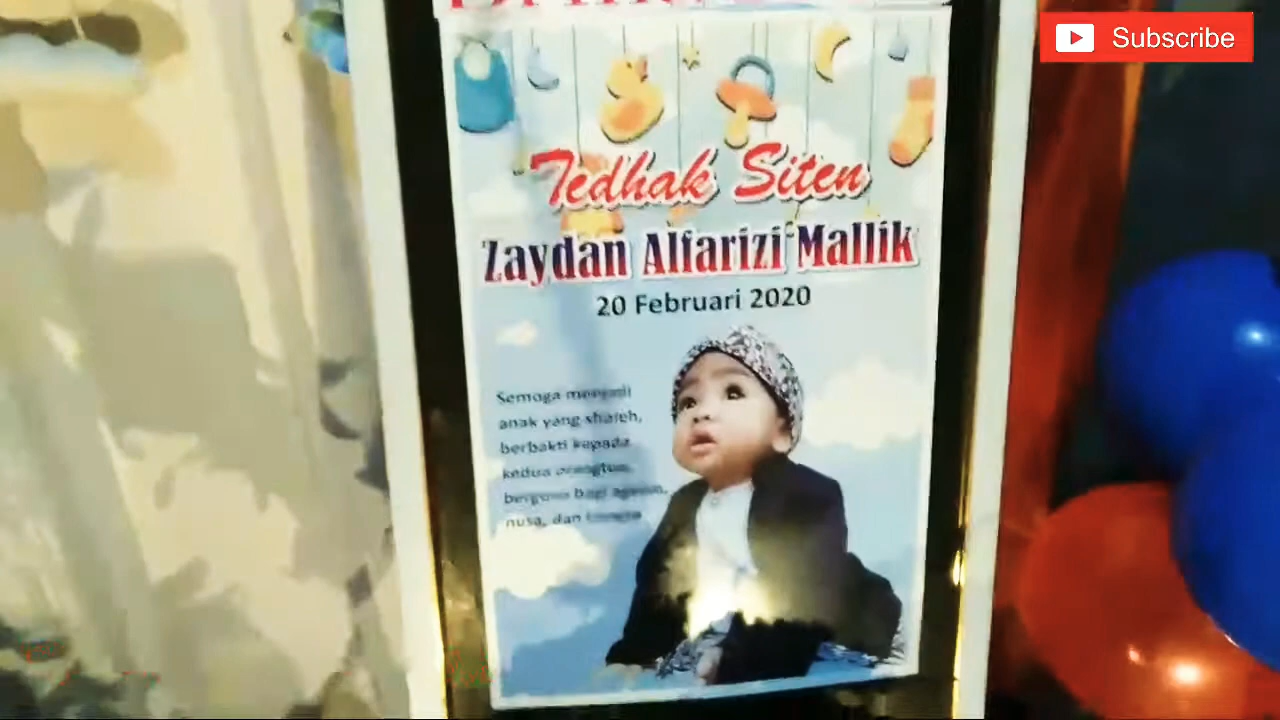 Subscribe
Tedhak Siten
Zaydan Alfarizi Mallik
20 Februari 2020
Semoga menjadi
anak yang shaleh,
berbakti kepada
kedua orangtua,
berguna bagi agama,
nusa, dan bangsa